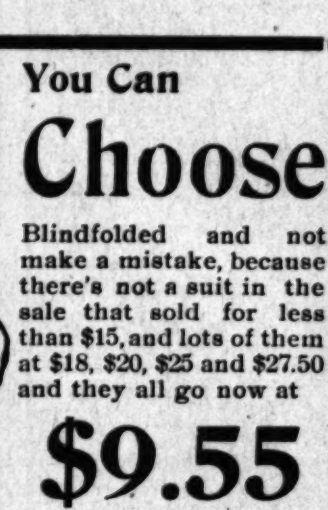 You Can
Choose
Blindfolded and not
make a mistake, because
there's not a suit in the
sale that sold for less
than $15, and lots of them
at $18, $20, $25 and $27.50
and they all go now at
$9.55